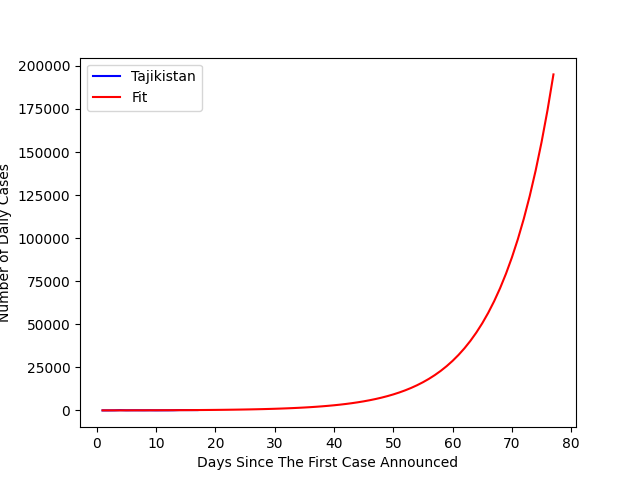 Tajikistan
Fit
200000
175000
150000
125000
100000
75000
50000
25000
0
Number of Daily Cases
0 10 20 30 40 50 60 70 80
Days Since The First Case Announced